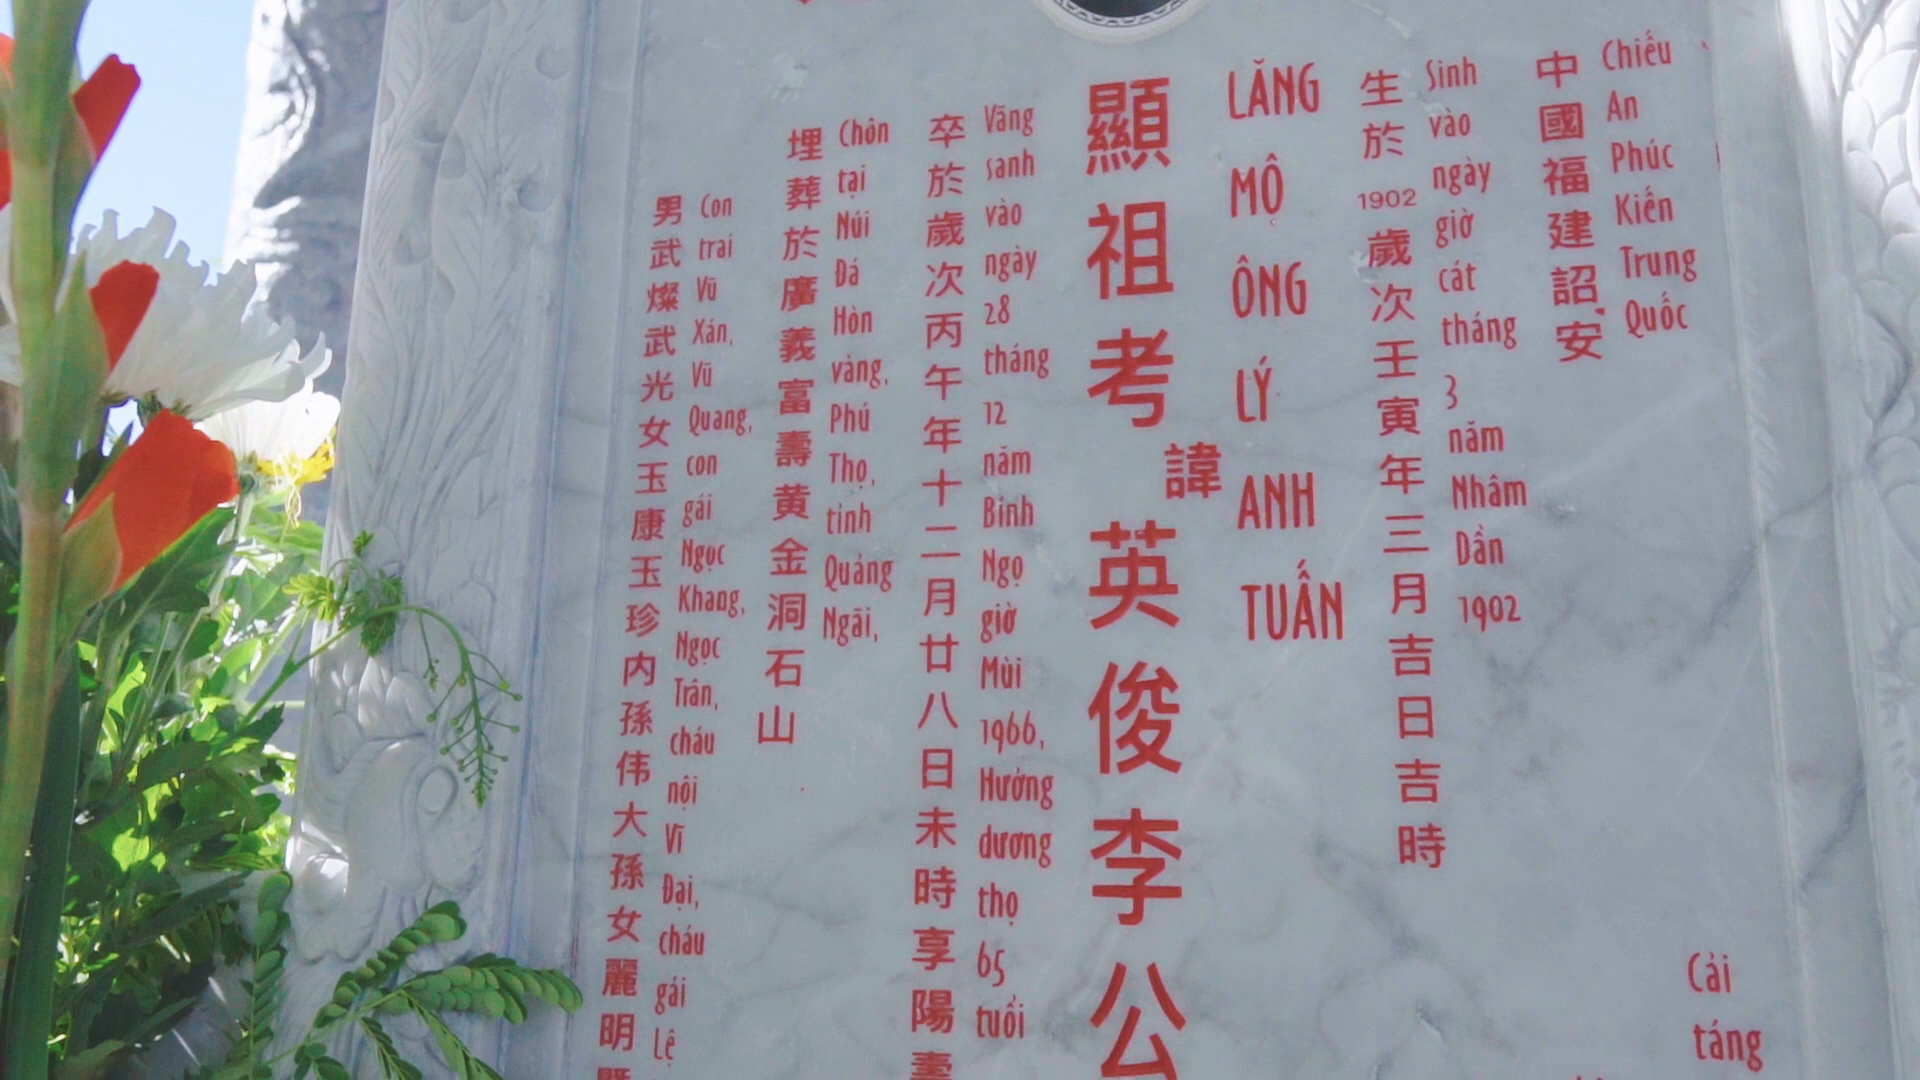 中國福建詔安
Chiếu An Phúc Kiến Trung Quốc
生於1902歲次壬寅年三月吉日吉時
Sinh vào ngày giờ cát tháng 3 năm Nhâm Dần 1902
LĂNG MỘ ÔNG LÝ ANH TUẤN
顯祖考諱英俊李公
卒於歲次丙午年十二月廿八日未時享陽壽
Vãng sanh vào ngày 28 tháng 12 năm Bính Ngọ giờ Mùi 1966, Hưởng dương thọ 65 tuổi
埋葬於廣義富壽黄金洞石山
Chôn tại Núi Đá Hòn vàng, Phú Thọ, tỉnh Quảng Ngãi,
男武燦武光女玉康玉珍内孫伟大孫女麗明
Con trai Vũ Xán, Vũ Quang, con gái Ngọc Khang, Ngọc Trân, cháu nội Vĩ Đại, cháu gái Lệ
Cải táng